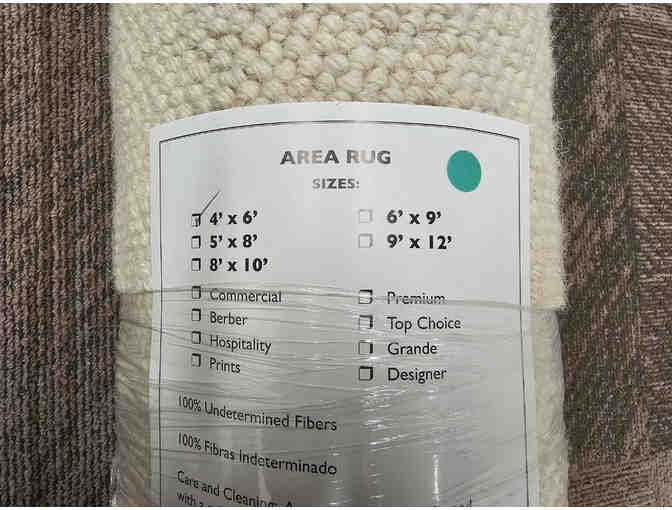 AREA RUG
SIZES:
4' x 6'
5' x 8'
8' x 10'
6' x 9'
9' x 12'
Commercial
Berber
Hospitality
Prints
Premium
Top Choice
Grande
Designer
100% Undetermined Fibers
100% Fibras Indeterminado
Care and Cleaning:
with a